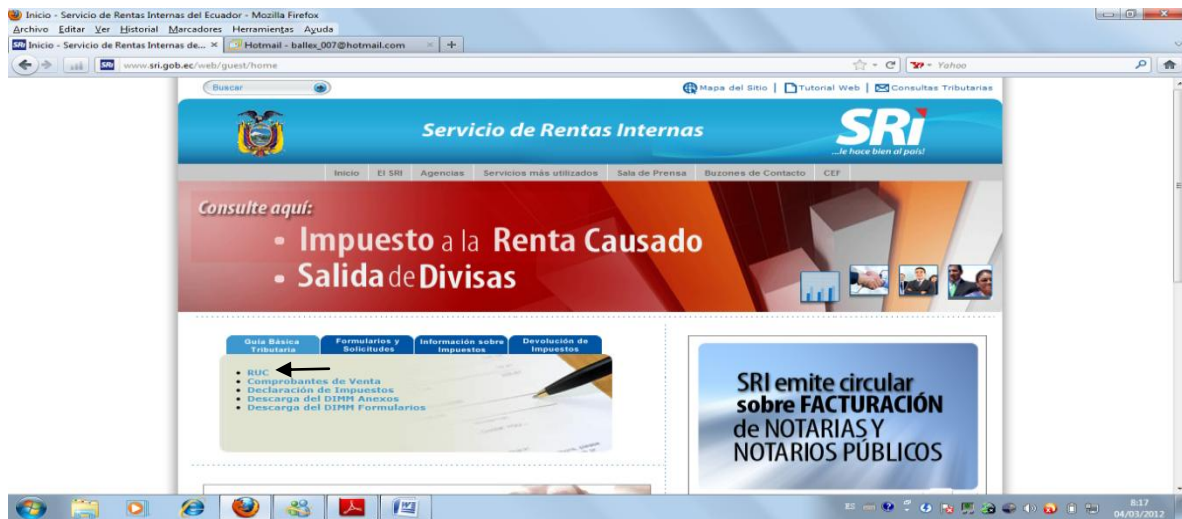 Inicio - Servicio de Rentas Internas del Ecuador - Mozilla Firefox
Archivo Editar Ver Historial Marcadores Herramientas Ayuda
SRi Inicio - Servicio de Rentas Internas de... × Hotmail - ballex_007@hotmail.com × +
www.sri.gob.ec/web/guest/home Yahoo
Buscar Mapa del Sitio | Tutorial Web | Consultas Tributarias
Servicio de Rentas Internas SRi
...le hace bien al país!
Inicio El SRI Agencias Servicios más utilizados Sala de Prensa Buzones de Contacto CEF
Consulte aquí:
• Impuesto a la Renta Causado
• Salida de Divisas
Guía Básica Tributaria
Formularios y Solicitudes
Información sobre Impuestos
Devolución de Impuestos
• RUC
• Comprobantes de Venta
• Declaración de Impuestos
• Descarga del DIMM Anexos
• Descarga del DIMM Formularios
SRI emite circular
sobre FACTURACIÓN
de NOTARIAS Y
NOTARIOS PÚBLICOS
ES 8:17
04/03/2012